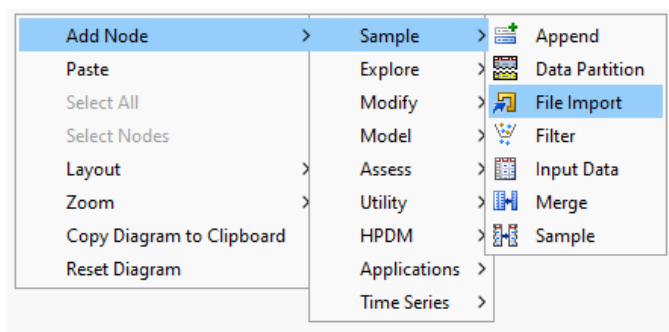 Add Node
Paste
Select All
Select Nodes
Layout
Zoom
Copy Diagram to Clipboard
Reset Diagram
Sample
Explore
Modify
Model
Assess
Utility
HPDM
Applications
Time Series
Append
Data Partition
File Import
Filter
Input Data
Merge
Sample